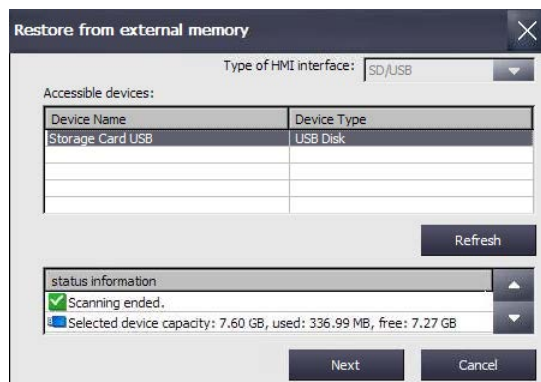 Restore from external memory
Type of HMI interface: SD/USB
Accessible devices:
Device Name Device Type
Storage Card USB USB Disk
Refresh
status information
Scanning ended.
Selected device capacity: 7.60 GB, used: 336.99 MB, free: 7.27 GB
Next Cancel